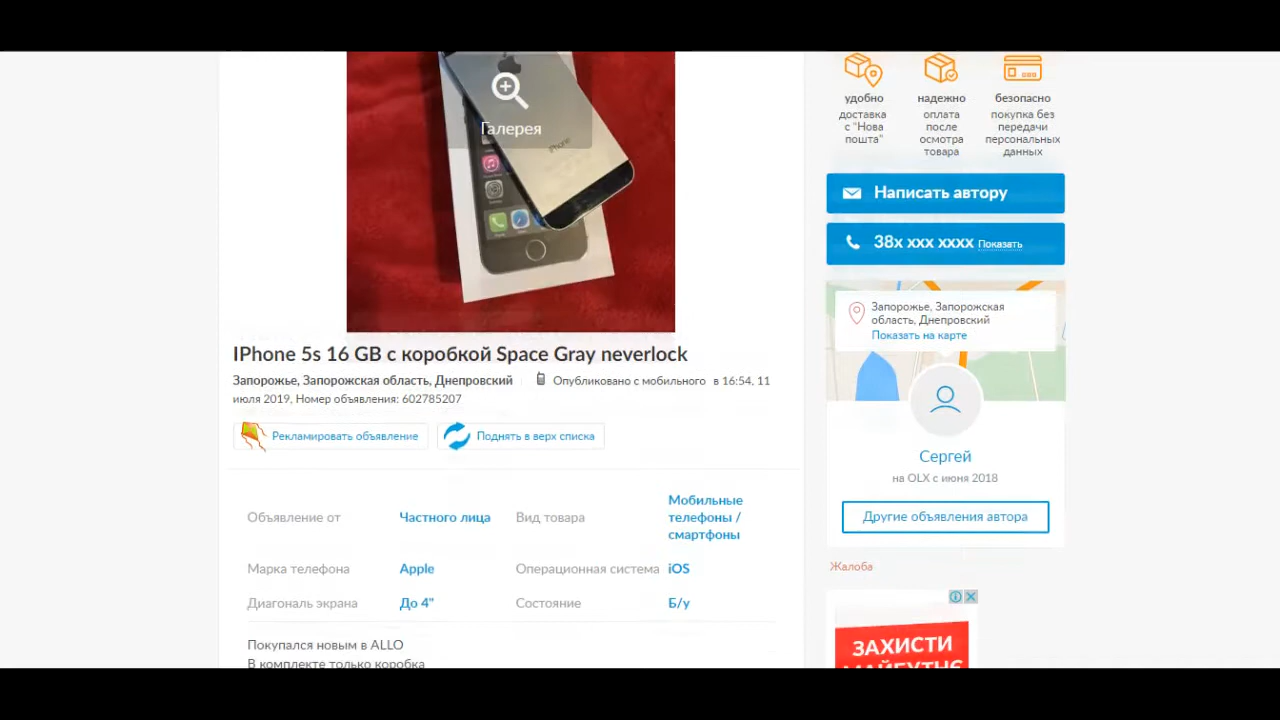 Галерея
iPhone
IPhone 5s 16 GB с коробкой Space Gray neverlock
Запорожье, Запорожская область, Днепровский
Опубликовано с мобильного в 16:54, 11
июля 2019, Номер объявления: 602785207
Рекламировать объявление
Поднять в верх списка
Объявление от
Частного лица
Вид товара
Мобильные
телефоны /
смартфоны
Марка телефона
Apple
Операционная система
iOS
Диагональ экрана
До 4"
Состояние
Б/у
Покупался новым в ALLO
В комплекте только коробка
удобно
доставка
с "Нова
пошта"
надежно
оплата
после
осмотра
товара
безопасно
покупка без
передачи
персональных
данных
Написать автору
38x xxx xxxx Показать
Запорожье, Запорожская
область, Днепровский
Показать на карте
Сергей
на OLX с июня 2018
Другие объявления автора
Жалоба
ЗАХИСТИ
МАЙБУТНЄ